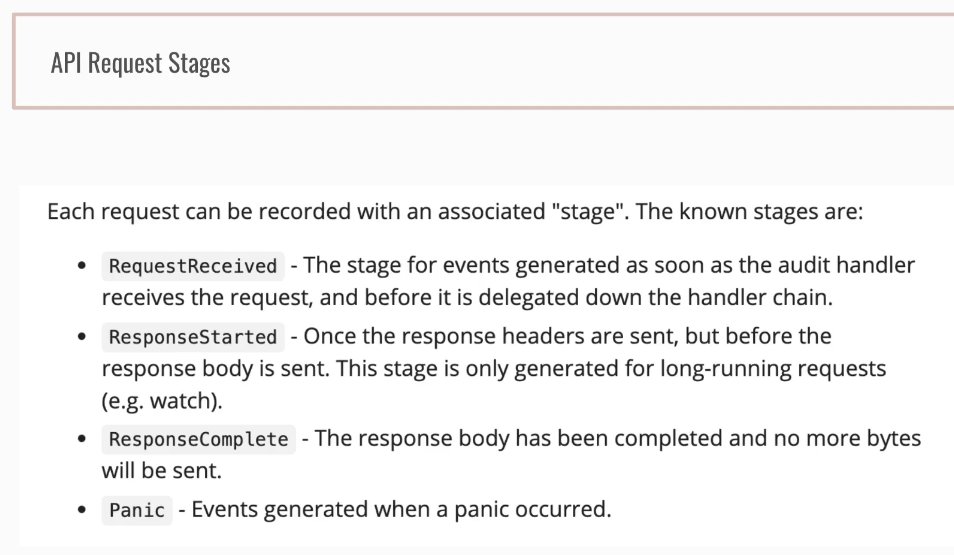 API Request Stages
Each request can be recorded with an associated "stage". The known stages are:
• RequestReceived - The stage for events generated as soon as the audit handler
receives the request, and before it is delegated down the handler chain.
• ResponseStarted - Once the response headers are sent, but before the
response body is sent. This stage is only generated for long-running requests
(e.g. watch).
• ResponseComplete - The response body has been completed and no more bytes
will be sent.
• Panic - Events generated when a panic occurred.